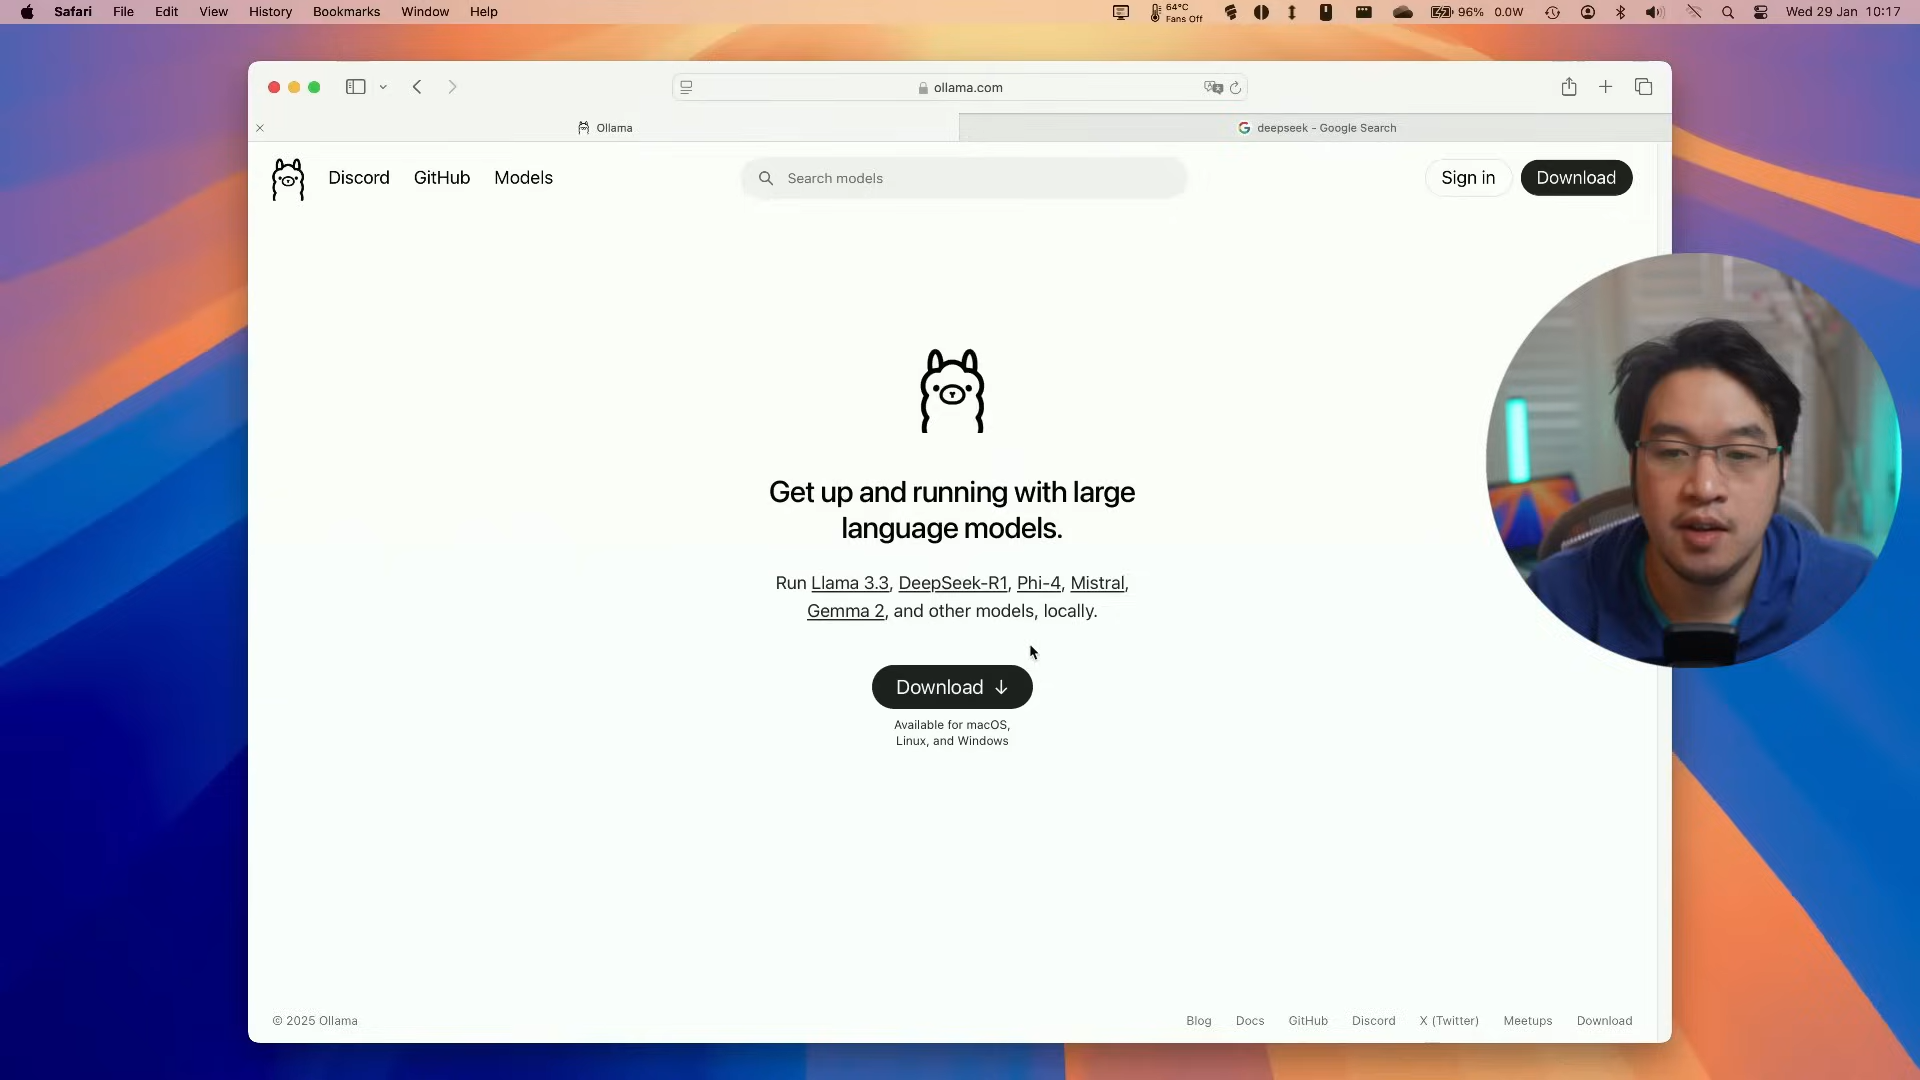 Safari File Edit View History Bookmarks Window Help
64°C
Fans Off
96% 0.0W
Wed 29 Jan 10:17
ollama.com
Ollama
deepseek - Google Search
Discord GitHub Models
Search models
Sign in
Download
Get up and running with large
language models.
Run Llama 3.3, DeepSeek-R1, Phi-4, Mistral,
Gemma 2, and other models, locally.
Download ↓
Available for macOS,
Linux, and Windows
© 2025 Ollama
Blog Docs GitHub Discord X (Twitter) Meetups Download